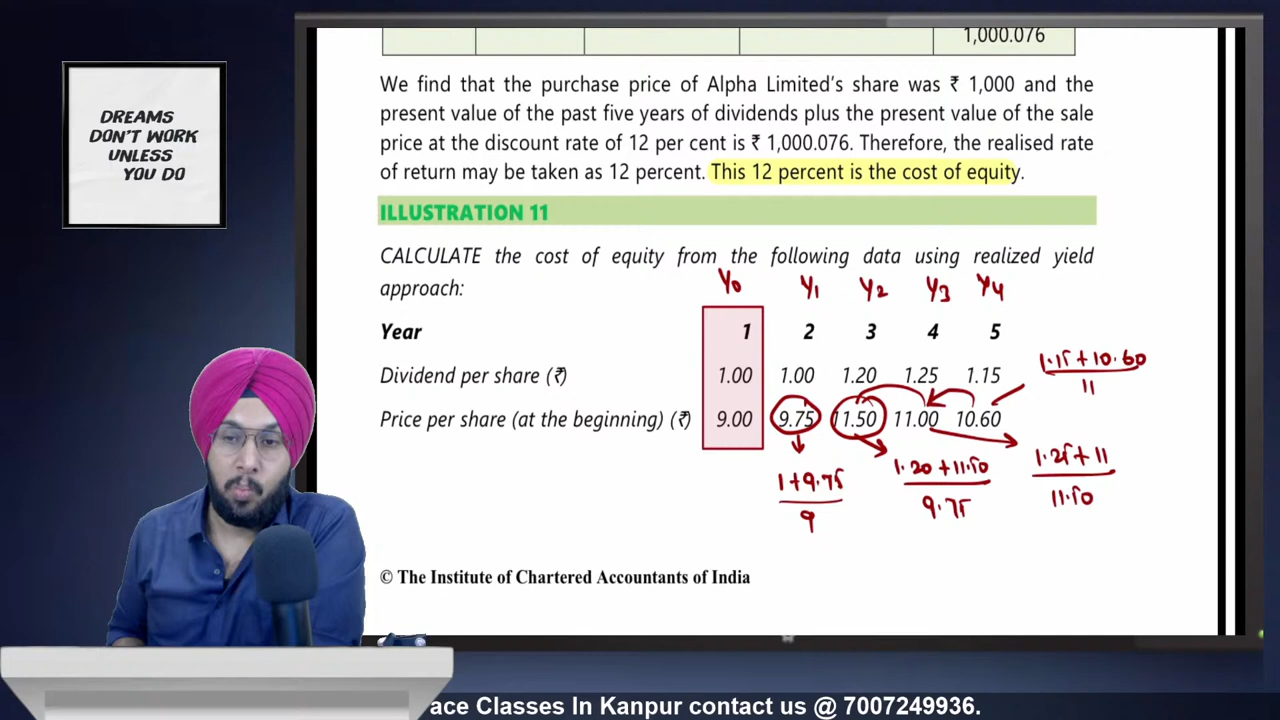 DREAMS
DON'T WORK
UNLESS
YOU DO
1,000.076
We find that the purchase price of Alpha Limited's share was ₹ 1,000 and the
present value of the past five years of dividends plus the present value of the sale
price at the discount rate of 12 per cent is ₹ 1,000.076. Therefore, the realised rate
of return may be taken as 12 percent. This 12 percent is the cost of equity.
ILLUSTRATION 11
CALCULATE the cost of equity from the following data using realized yield
approach:
Y0 Y1 Y2 Y3 Y4
Year 1 2 3 4 5
Dividend per share (₹) 1.00 1.00 1.20 1.25 1.15
Price per share (at the beginning) (₹) 9.00 9.75 11.50 11.00 10.60
1.15+10.60
11
1+9.75
9
1.20+11.50
9.75
1.25+11
11.50
© The Institute of Chartered Accountants of India
ace Classes In Kanpur contact us @ 7007249936.